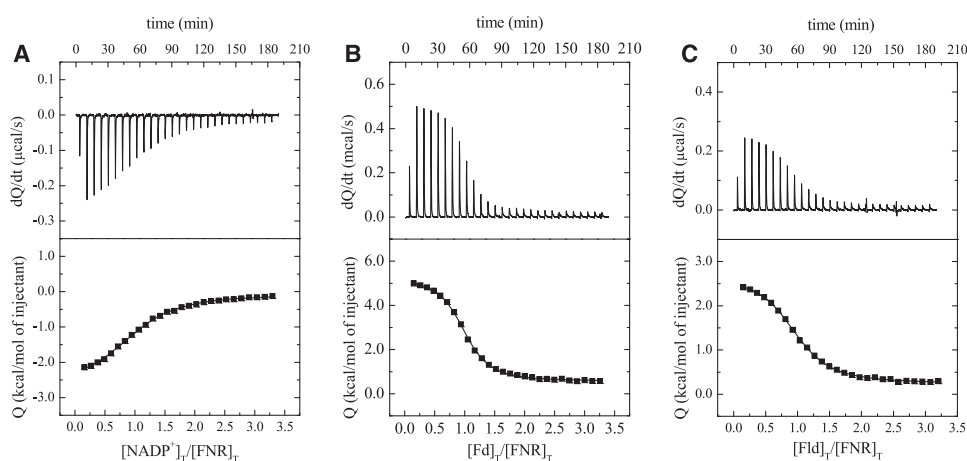 time (min)
0 30 60 90 120 150 180 210
A
0.1
0.0
-0.1
-0.2
-0.3
dQ/dt (μcal/s)
1.0
0.0
-1.0
-2.0
-3.0
Q (kcal/mol of injectant)
0.0 0.5 1.0 1.5 2.0 2.5 3.0 3.5
[NADP⁺]T/[FNR]T
time (min)
0 30 60 90 120 150 180 210
B
0.6
0.4
0.2
0.0
dQ/dt (mcal/s)
6.0
4.0
2.0
0.0
Q (kcal/mol of injectant)
0.0 0.5 1.0 1.5 2.0 2.5 3.0 3.5
[Fd]T/[FNR]T
time (min)
0 30 60 90 120 150 180 210
C
0.4
0.2
0.0
dQ/dt (μcal/s)
3.0
2.0
1.0
0.0
Q (kcal/mol of injectant)
0.0 0.5 1.0 1.5 2.0 2.5 3.0 3.5
[Fld]T/[FNR]T